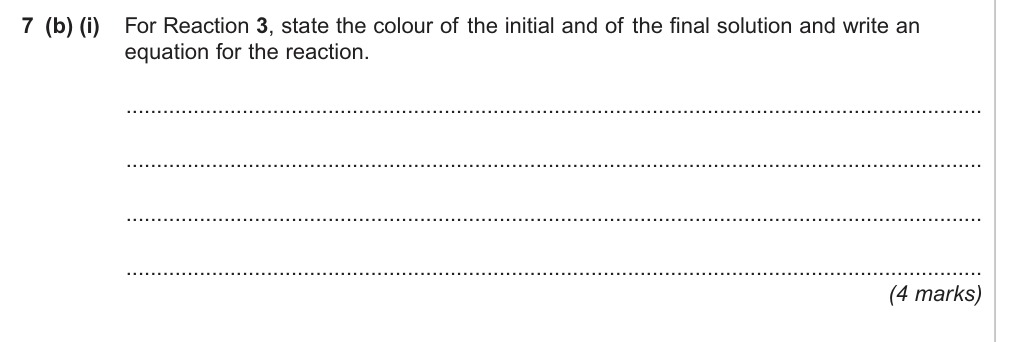 7 (b) (i) For Reaction 3, state the colour of the initial and of the final solution and write an
equation for the reaction.
(4 marks)